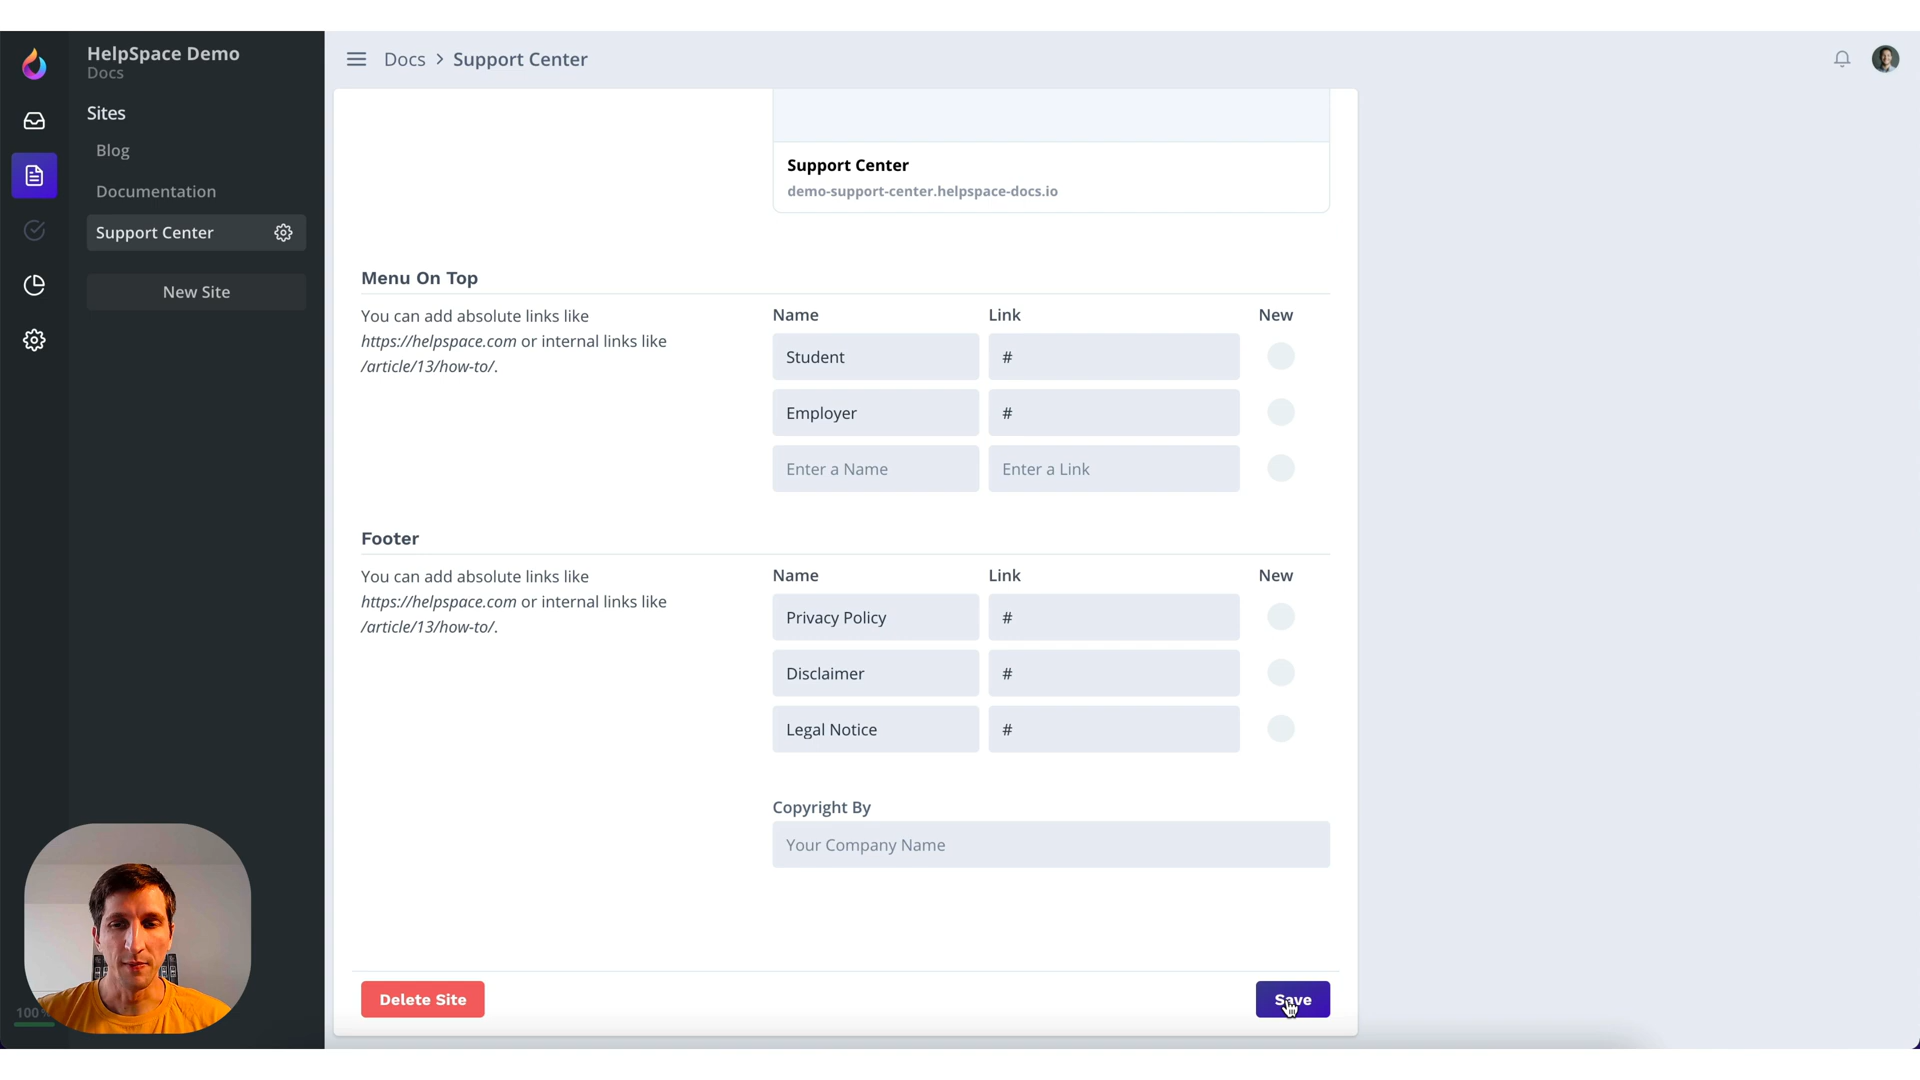 HelpSpace Demo
Docs
Sites
Blog
Documentation
Support Center
New Site
100%
Docs > Support Center
Support Center
demo-support-center.helpspace-docs.io
Menu On Top
You can add absolute links like
https://helpspace.com or internal links like
/article/13/how-to/.
Name Link New
Student #
Employer #
Enter a Name Enter a Link
Footer
You can add absolute links like
https://helpspace.com or internal links like
/article/13/how-to/.
Name Link New
Privacy Policy #
Disclaimer #
Legal Notice #
Copyright By
Your Company Name
Delete Site
Save